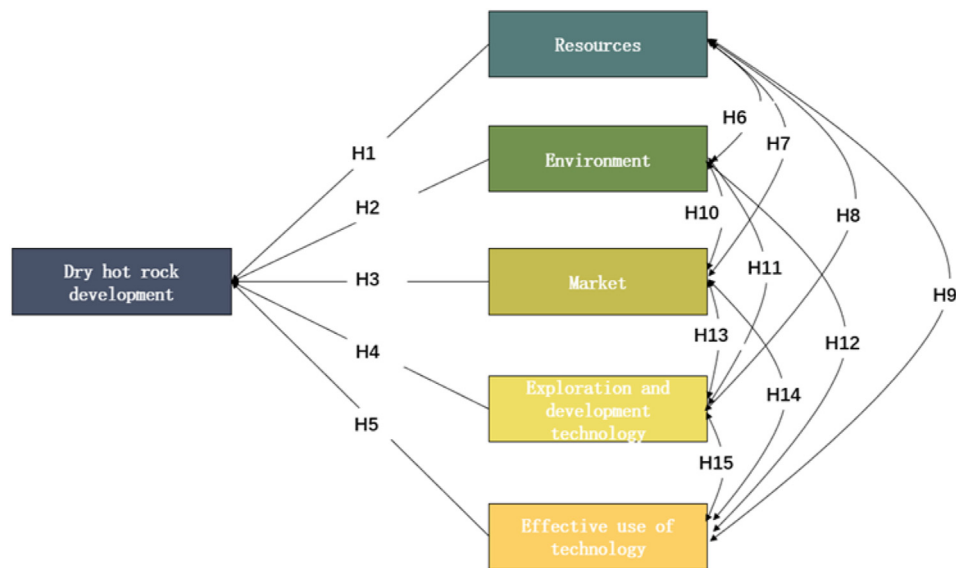 Resources
H6
H7
H1
Environment
H2
H10
H8
Dry hot rock
development
H3
Market
H11
H9
H13
H12
H4
Exploration and
development
technology
H14
H5
H15
Effective use of
technology